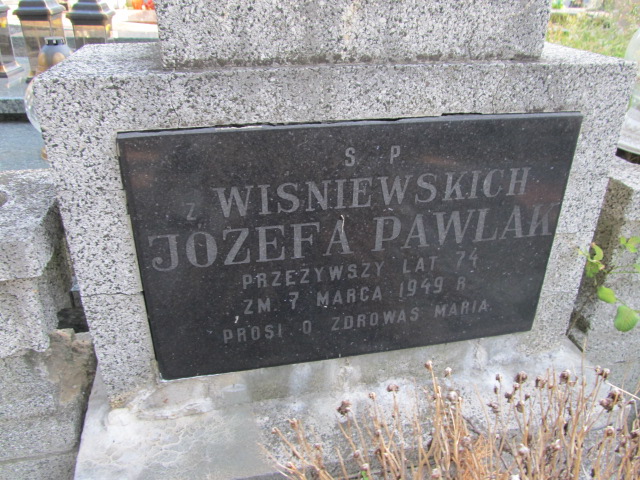 S P
Z WISNIEWSKICH
JOZEFA PAWLAK
PRZEZYWSZY LAT 74
ZM. 7 MARCA 1949 R
PROSI O ZDROWAS MARIA